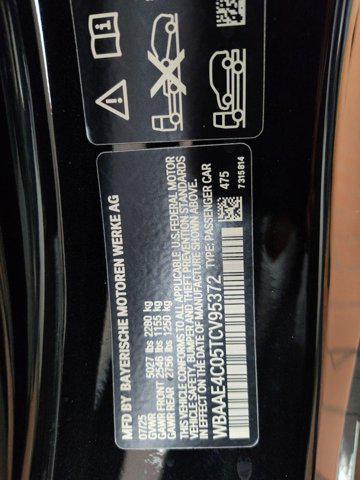 MFD BY BAYERISCHE MOTOREN WERKE AG
07/25
GVWR 5027 lbs 2280 kg
GAWR FRONT 2546 lbs 1155 kg
GAWR REAR 2756 lbs 1250 kg
THIS VEHICLE CONFORMS TO ALL APPLICABLE U.S.FEDERAL MOTOR
VEHICLE SAFETY, BUMPER AND THEFT PREVENTION STANDARDS
IN EFFECT ON THE DATE OF MANUFACTURE SHOWN ABOVE.
WBAAE4C05TCV95372 TYPE: PASSENGER CAR
475
7315814